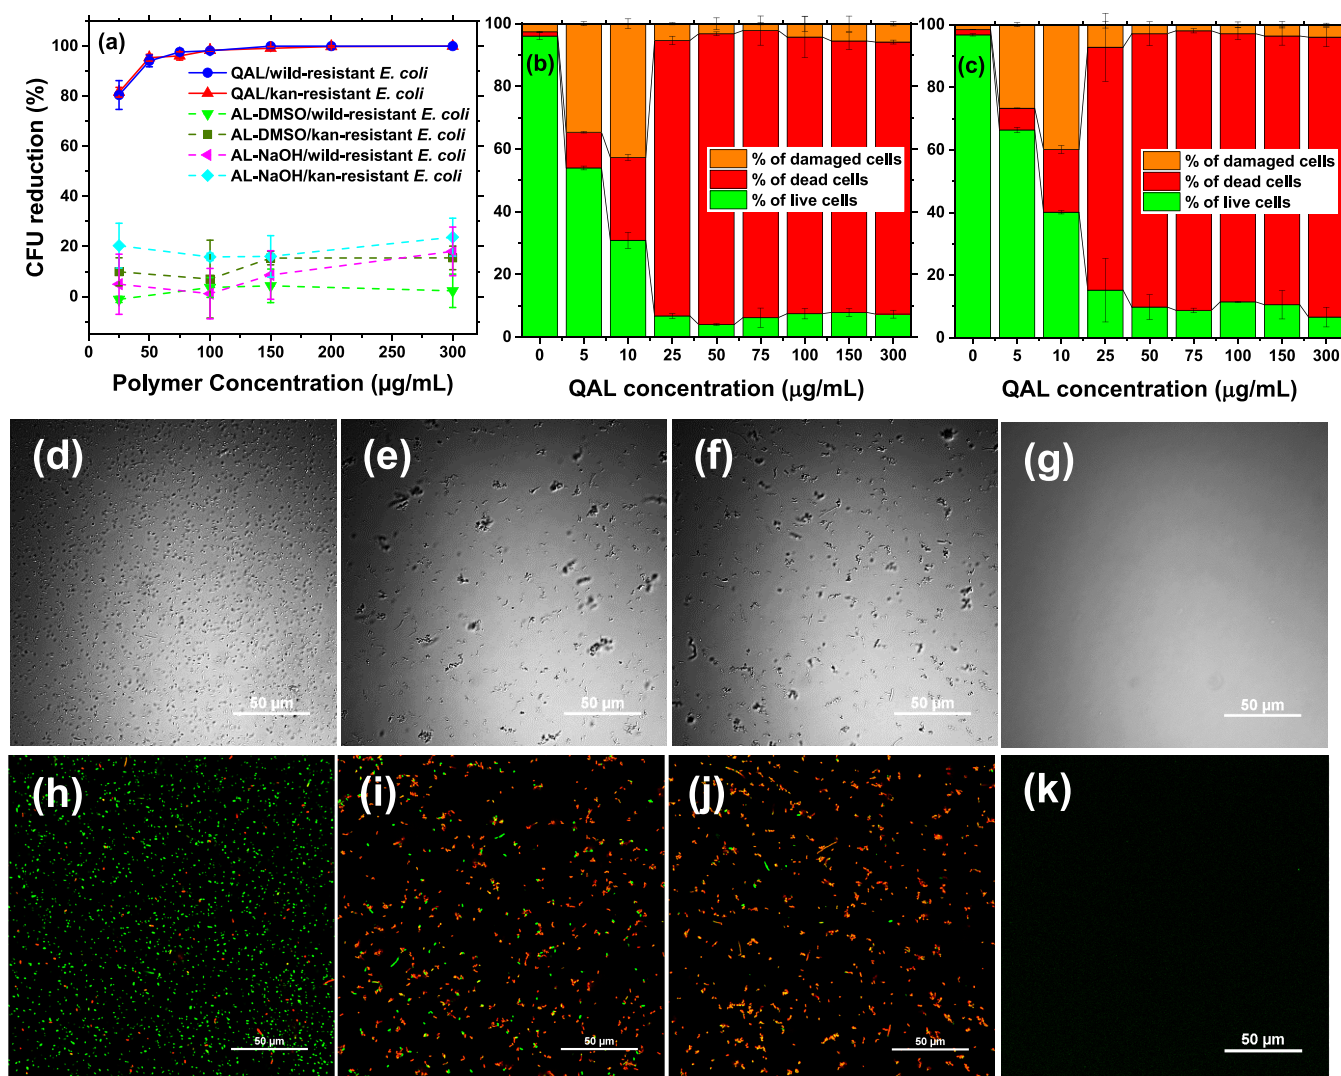 (a)
CFU reduction (%)
100
80
60
40
20
0
QAL/wild-resistant E. coli
QAL/kan-resistant E. coli
AL-DMSO/wild-resistant E. coli
AL-DMSO/kan-resistant E. coli
AL-NaOH/wild-resistant E. coli
AL-NaOH/kan-resistant E. coli
0 50 100 150 200 300
Polymer Concentration (µg/mL)
(b)
100
80
60
40
20
0
% of damaged cells
% of dead cells
% of live cells
0 5 10 25 50 75 100 150 300
QAL concentration (µg/mL)
(c)
100
80
60
40
20
0
% of damaged cells
% of dead cells
% of live cells
0 5 10 25 50 75 100 150 300
QAL concentration (µg/mL)
(d)
50 µm
(e)
50 µm
(f)
50 µm
(g)
50 µm
(h)
50 µm
(i)
50 µm
(j)
50 µm
(k)
50 µm